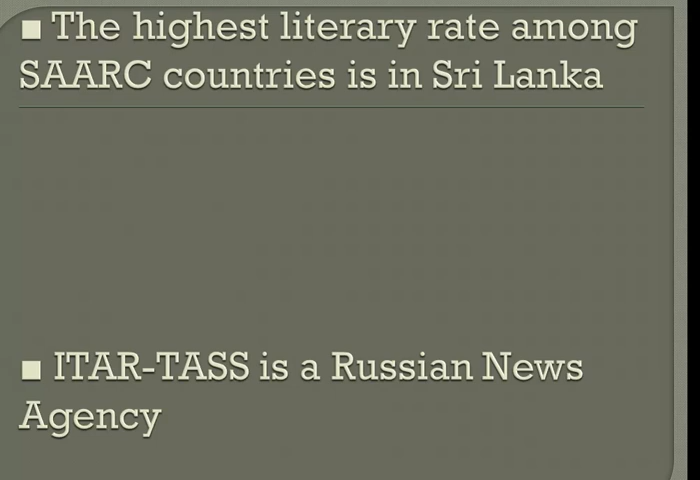 ■ The highest literary rate among
SAARC countries is in Sri Lanka
■ ITAR-TASS is a Russian News
Agency